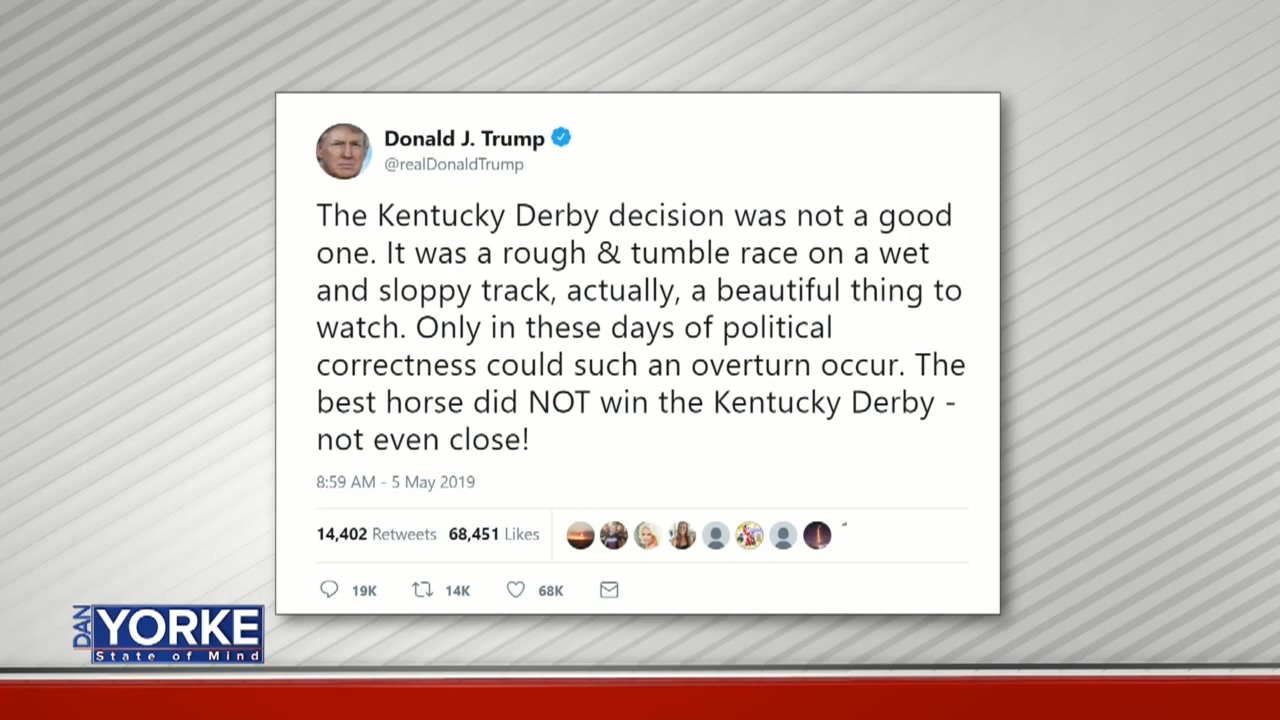 Donald J. Trump
@realDonaldTrump
The Kentucky Derby decision was not a good
one. It was a rough & tumble race on a wet
and sloppy track, actually, a beautiful thing to
watch. Only in these days of political
correctness could such an overturn occur. The
best horse did NOT win the Kentucky Derby -
not even close!
8:59 AM - 5 May 2019
14,402 Retweets 68,451 Likes
19K 14K 68K
DAN
YORKE
State of Mind